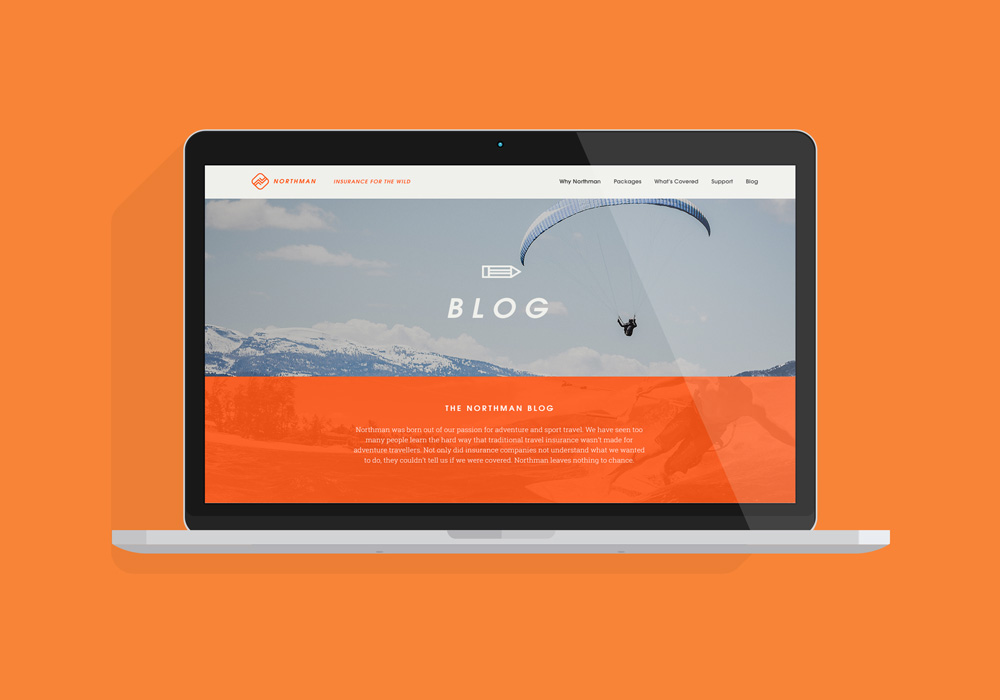 NORTHMAN INSURANCE FOR THE WILD Why Northman Packages What's Covered Support Blog
BLOG
THE NORTHMAN BLOG
Northman was born out of our passion for adventure and sport travel. We have seen too
many people learn the hard way that traditional travel insurance wasn't made for
adventure travellers. Not only did insurance companies not understand what we wanted
to do, they couldn't tell us if we were covered. Northman leaves nothing to chance.